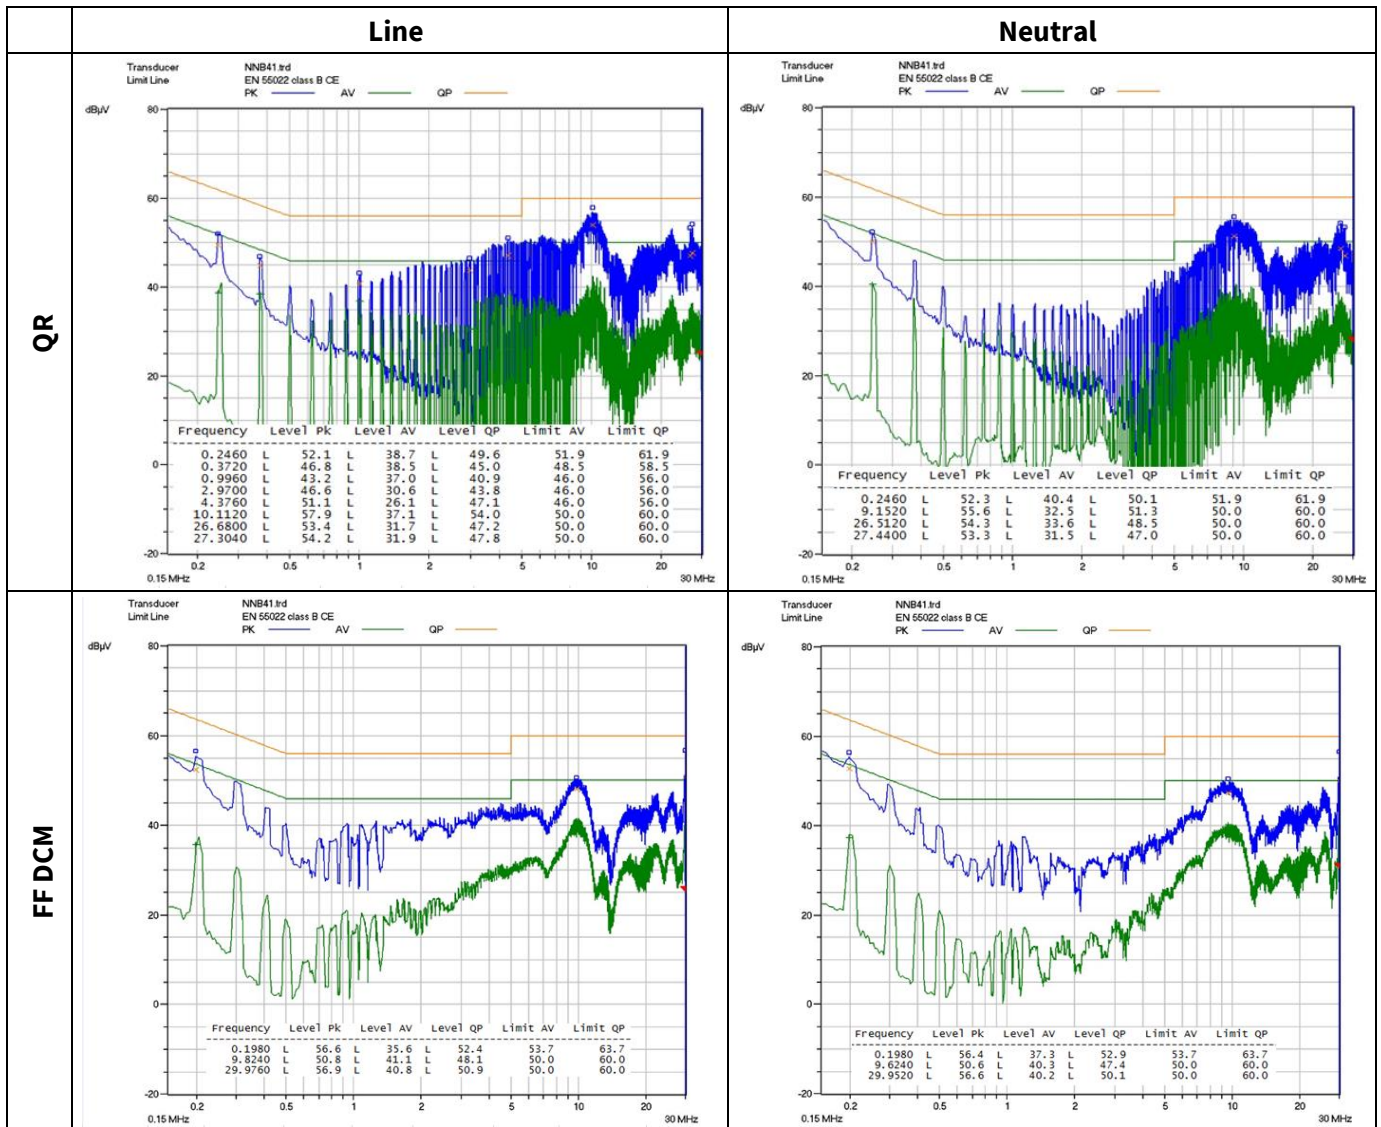 Line Neutral
QR
Transducer NNB41.trd
Limit Line EN 55022 class B CE
PK AV QP
dBµV
80
60
40
20
0
-20
Frequency Level Pk Level AV Level QP Limit AV Limit QP
0.2460 L 52.1 L 38.7 L 49.6 51.9 61.9
0.3720 L 46.8 L 38.5 L 45.0 48.5 58.5
0.9960 L 43.2 L 37.0 L 40.9 46.0 56.0
2.9700 L 46.6 L 30.6 L 43.8 46.0 56.0
4.3760 L 51.1 L 26.1 L 47.1 46.0 56.0
10.1120 L 57.9 L 37.1 L 54.0 50.0 60.0
26.6800 L 53.4 L 31.7 L 47.2 50.0 60.0
27.3040 L 54.2 L 31.9 L 47.8 50.0 60.0
0.2 0.5 1 2 5 10 20
0.15 MHz 30 MHz
Transducer NNB41.trd
Limit Line EN 55022 class B CE
PK AV QP
dBµV
80
60
40
20
0
-20
Frequency Level Pk Level AV Level QP Limit AV Limit QP
0.2460 L 52.3 L 40.4 L 50.1 51.9 61.9
9.1520 L 55.6 L 32.5 L 51.3 50.0 60.0
26.5120 L 54.3 L 33.6 L 48.5 50.0 60.0
27.4400 L 53.3 L 31.5 L 47.0 50.0 60.0
0.2 0.5 1 2 5 10 20
0.15 MHz 30 MHz
FF DCM
Transducer NNB41.trd
Limit Line EN 55022 class B CE
PK AV QP
dBµV
80
60
40
20
0
-20
Frequency Level Pk Level AV Level QP Limit AV Limit QP
0.1980 L 56.6 L 35.6 L 52.4 53.7 63.7
9.8240 L 50.8 L 41.1 L 48.1 50.0 60.0
29.9760 L 56.9 L 40.8 L 50.9 50.0 60.0
0.2 0.5 1 2 5 10 20
0.15 MHz 30 MHz
Transducer NNB41.trd
Limit Line EN 55022 class B CE
PK AV QP
dBµV
80
60
40
20
0
-20
Frequency Level Pk Level AV Level QP Limit AV Limit QP
0.1980 L 56.4 L 37.3 L 52.9 53.7 63.7
9.6240 L 50.6 L 40.3 L 47.4 50.0 60.0
29.9520 L 56.6 L 40.2 L 50.1 50.0 60.0
0.2 0.5 1 2 5 10 20
0.15 MHz 30 MHz